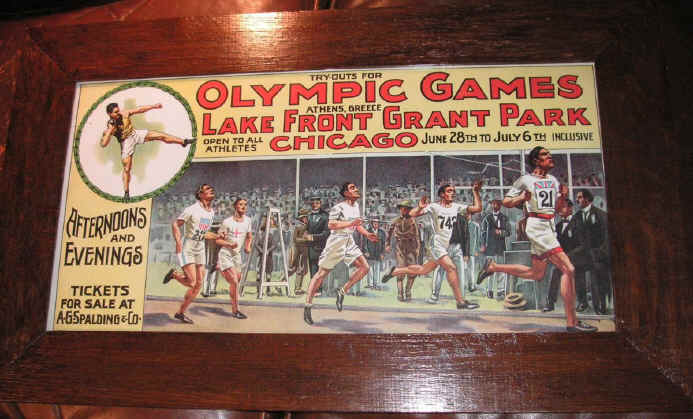 TRY-OUTS FOR
OLYMPIC GAMES
ATHENS, GREECE
LAKE FRONT GRANT PARK
OPEN TO ALL
ATHLETES
CHICAGO
JUNE 28TH TO JULY 6TH INCLUSIVE
AFTERNOONS
AND
EVENINGS
TICKETS
FOR SALE AT
A.G. SPALDING & CO.
742
21